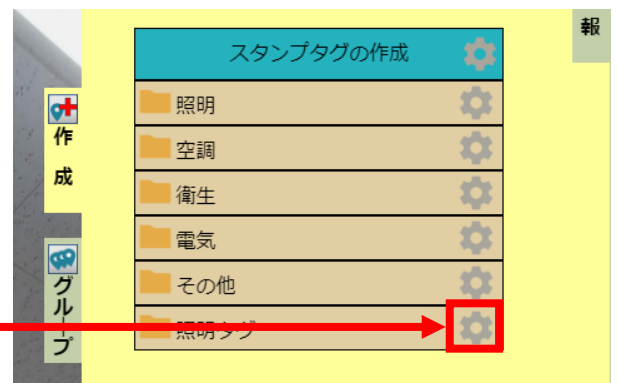 報
スタンプタグの作成
照明
空調
衛生
電気
その他
照明タグ
作成
グループ